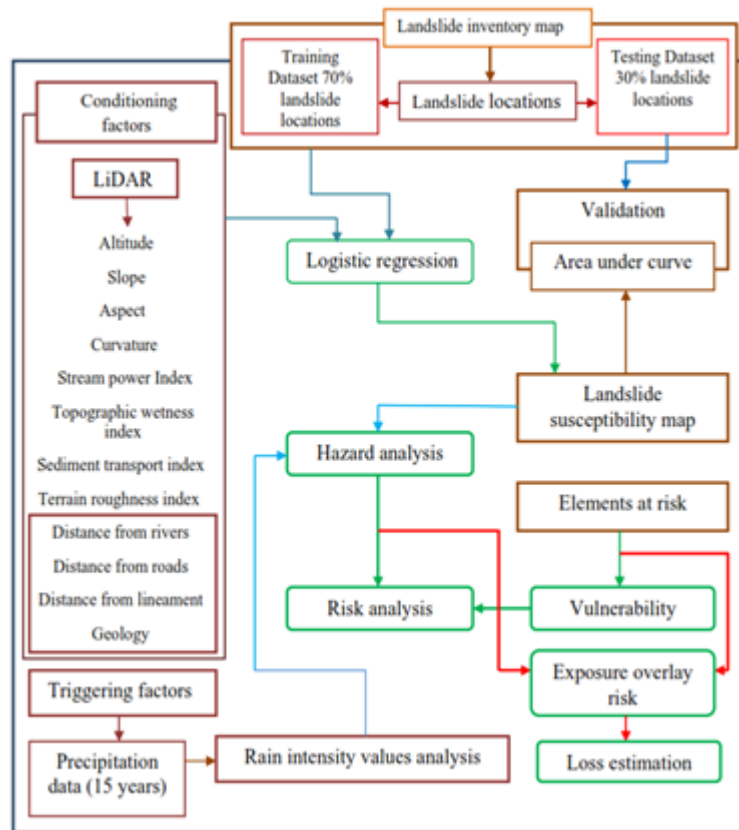 Landslide inventory map
Training
Dataset 70%
landslide
locations
Landslide locations
Testing Dataset
30% landslide
locations
Conditioning
factors
LiDAR
Altitude
Slope
Aspect
Curvature
Stream power Index
Topographic wetness
index
Sediment transport index
Terrain roughness index
Distance from rivers
Distance from roads
Distance from lineament
Geology
Logistic regression
Validation
Area under curve
Landslide
susceptibility map
Hazard analysis
Elements at risk
Risk analysis
Vulnerability
Exposure overlay
risk
Loss estimation
Triggering factors
Precipitation
data (15 years)
Rain intensity values analysis